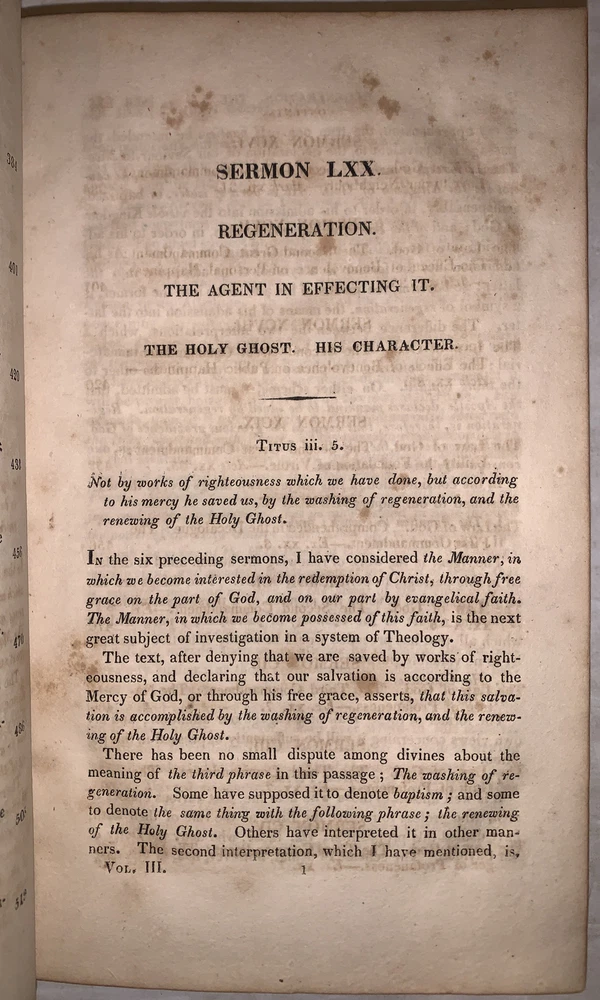 SERMON LXX.
REGENERATION.
THE AGENT IN EFFECTING IT.
THE HOLY GHOST. HIS CHARACTER.
TITUS iii. 5.
Not by works of righteousness which we have done, but according
to his mercy he saved us, by the washing of regeneration, and the
renewing of the Holy Ghost.
IN the six preceding sermons, I have considered the Manner, in
which we become interested in the redemption of Christ, through free
grace on the part of God, and on our part by evangelical faith.
The Manner, in which we become possessed of this faith, is the next
great subject of investigation in a system of Theology.
The text, after denying that we are saved by works of right-
eousness, and declaring that our salvation is according to the
Mercy of God, or through his free grace, asserts, that this salva-
tion is accomplished by the washing of regeneration, and the renew-
ing of the Holy Ghost.
There has been no small dispute among divines about the
meaning of the third phrase in this passage; The washing of re-
generation. Some have supposed it to denote baptism; and some
to denote the same thing with the following phrase; the renewing
of the Holy Ghost. Others have interpreted it in other man-
ners. The second interpretation, which I have mentioned, is,
VOL. III. 1
394
401
420
438
456
470